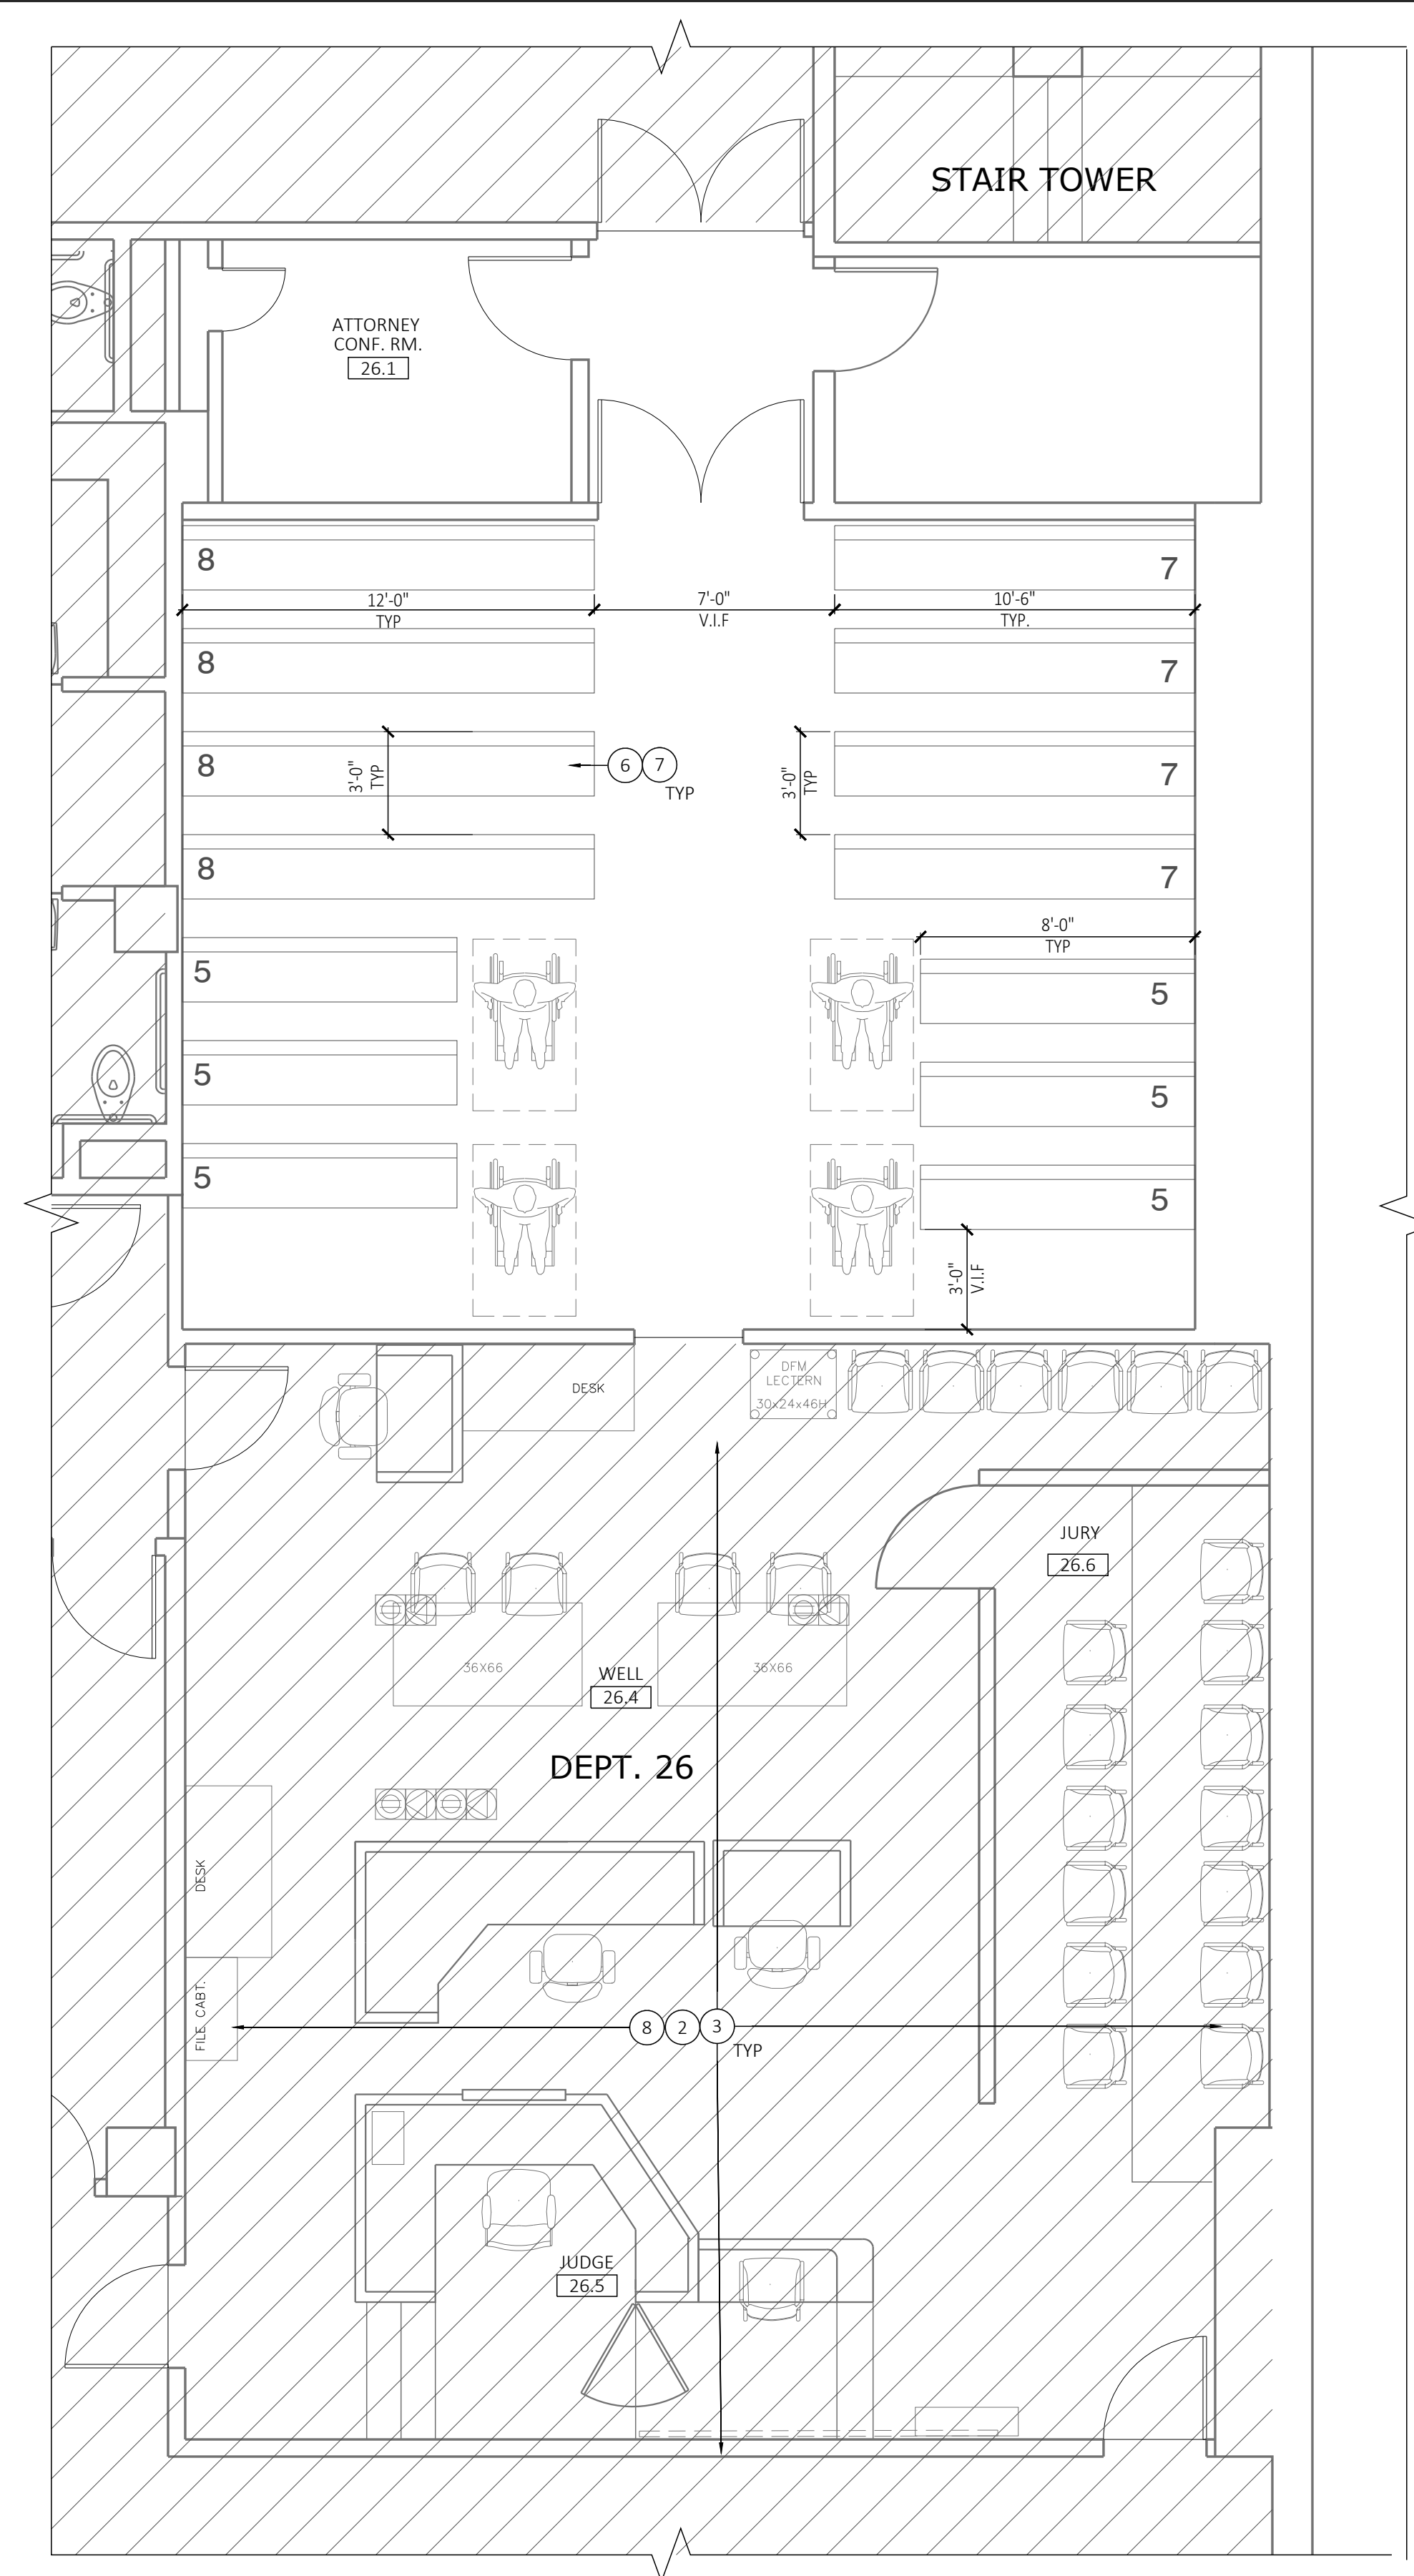 STAIR TOWER
ATTORNEY
CONF. RM.
26.1
8
7
12'-0"
TYP
7'-0"
V.I.F
10'-6"
TYP.
8
7
8
7
3'-0"
TYP
6
7
TYP
3'-0"
TYP
8
7
8'-0"
TYP
5
5
5
5
5
5
3'-0"
V.I.F
DESK
DFM
LECTERN
30x24x46H
JURY
26.6
36X66
36X66
WELL
26.4
DEPT. 26
DESK
FILE CABT.
8
2
3
TYP
JUDGE
26.5